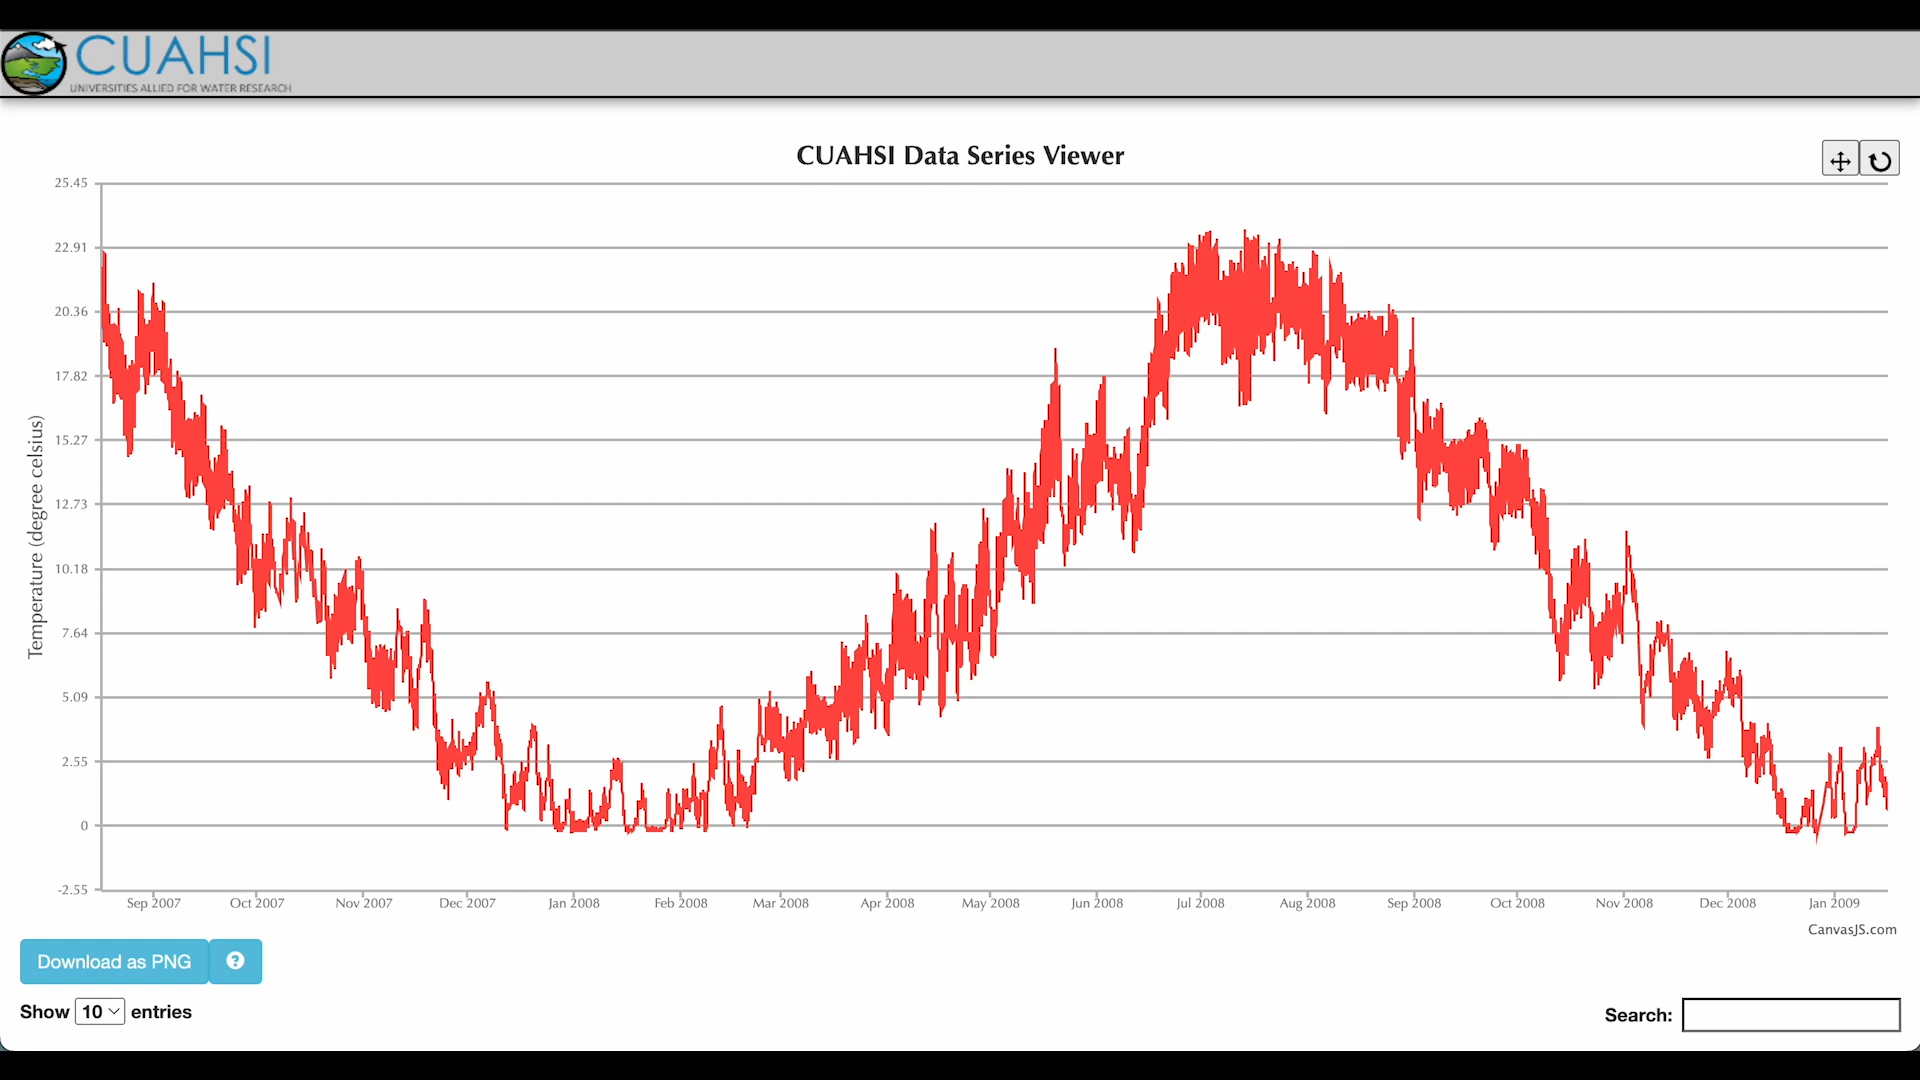 CUAHSI
UNIVERSITIES ALLIED FOR WATER RESEARCH
CUAHSI Data Series Viewer
Temperature (degree celsius)
25.45
22.91
20.36
17.82
15.27
12.73
10.18
7.64
5.09
2.55
0
-2.55
Sep 2007 Oct 2007 Nov 2007 Dec 2007 Jan 2008 Feb 2008 Mar 2008 Apr 2008 May 2008 Jun 2008 Jul 2008 Aug 2008 Sep 2008 Oct 2008 Nov 2008 Dec 2008 Jan 2009
CanvasJS.com
Download as PNG ?
Show 10 entries
Search: